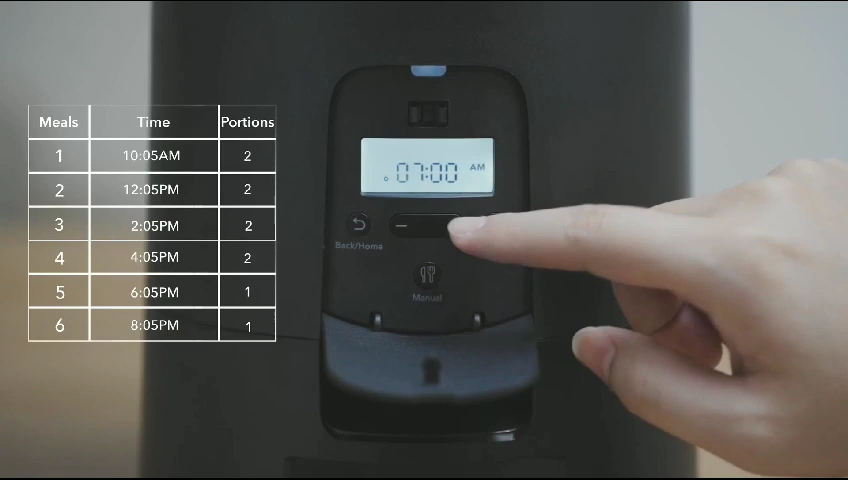 Meals Time Portions
1 10:05AM 2
2 12:05PM 2
3 2:05PM 2
4 4:05PM 2
5 6:05PM 1
6 8:05PM 1
07:00 AM
Back/Home
Manual